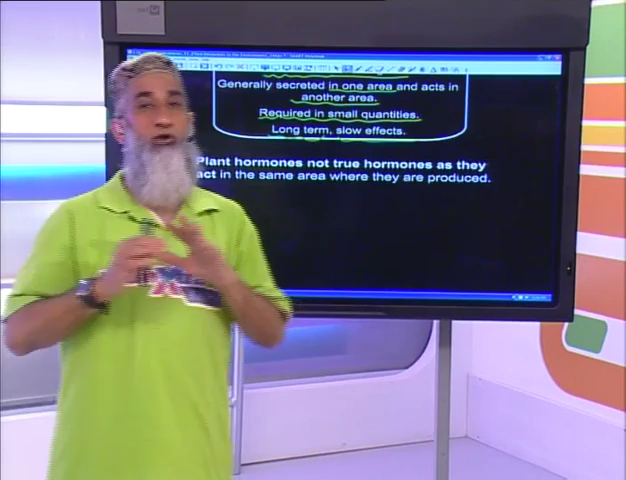 Generally secreted in one area and acts in
another area.
Required in small quantities.
Long term, slow effects.
Plant hormones not true hormones as they
act in the same area where they are produced.